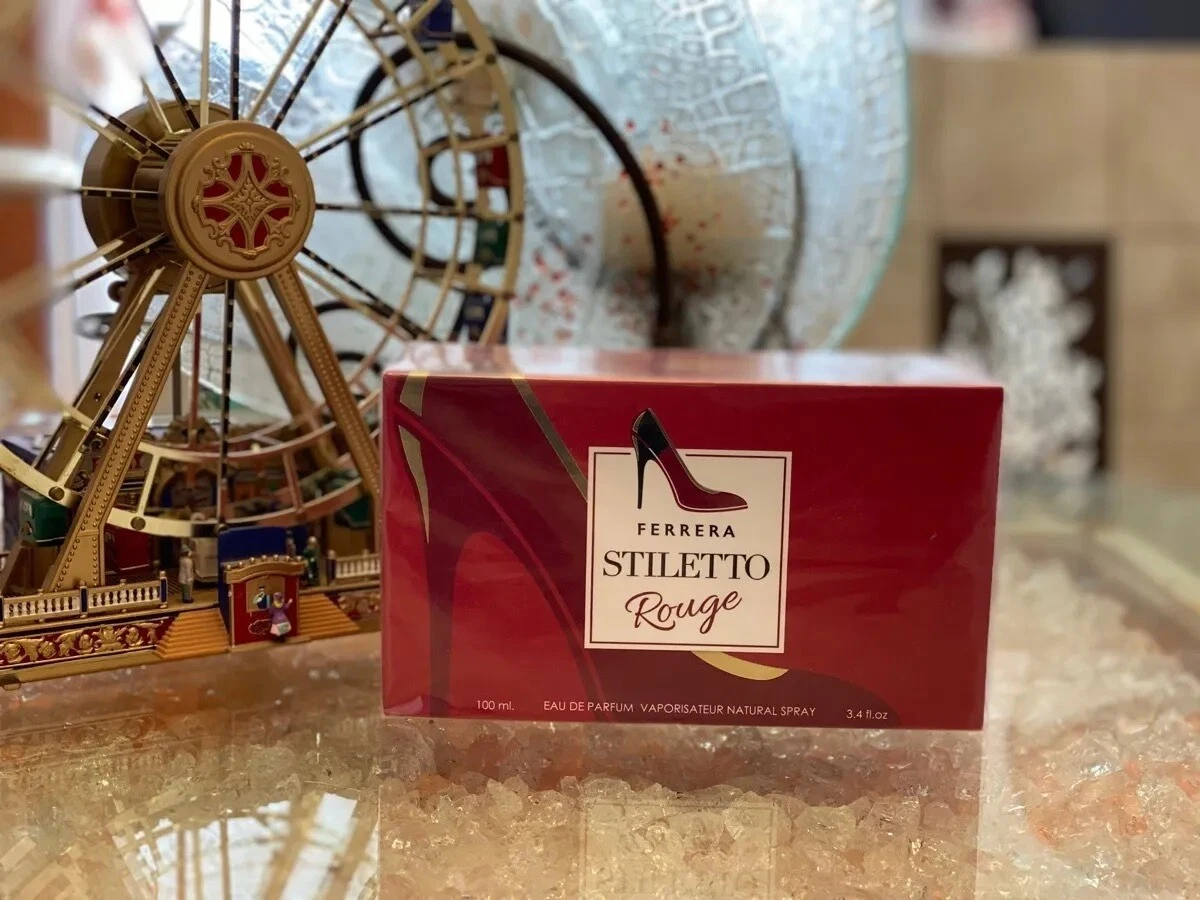 FERRERA
STILETTO
Rouge
100 ml. EAU DE PARFUM VAPORISATEUR NATURAL SPRAY 3.4 fl.oz